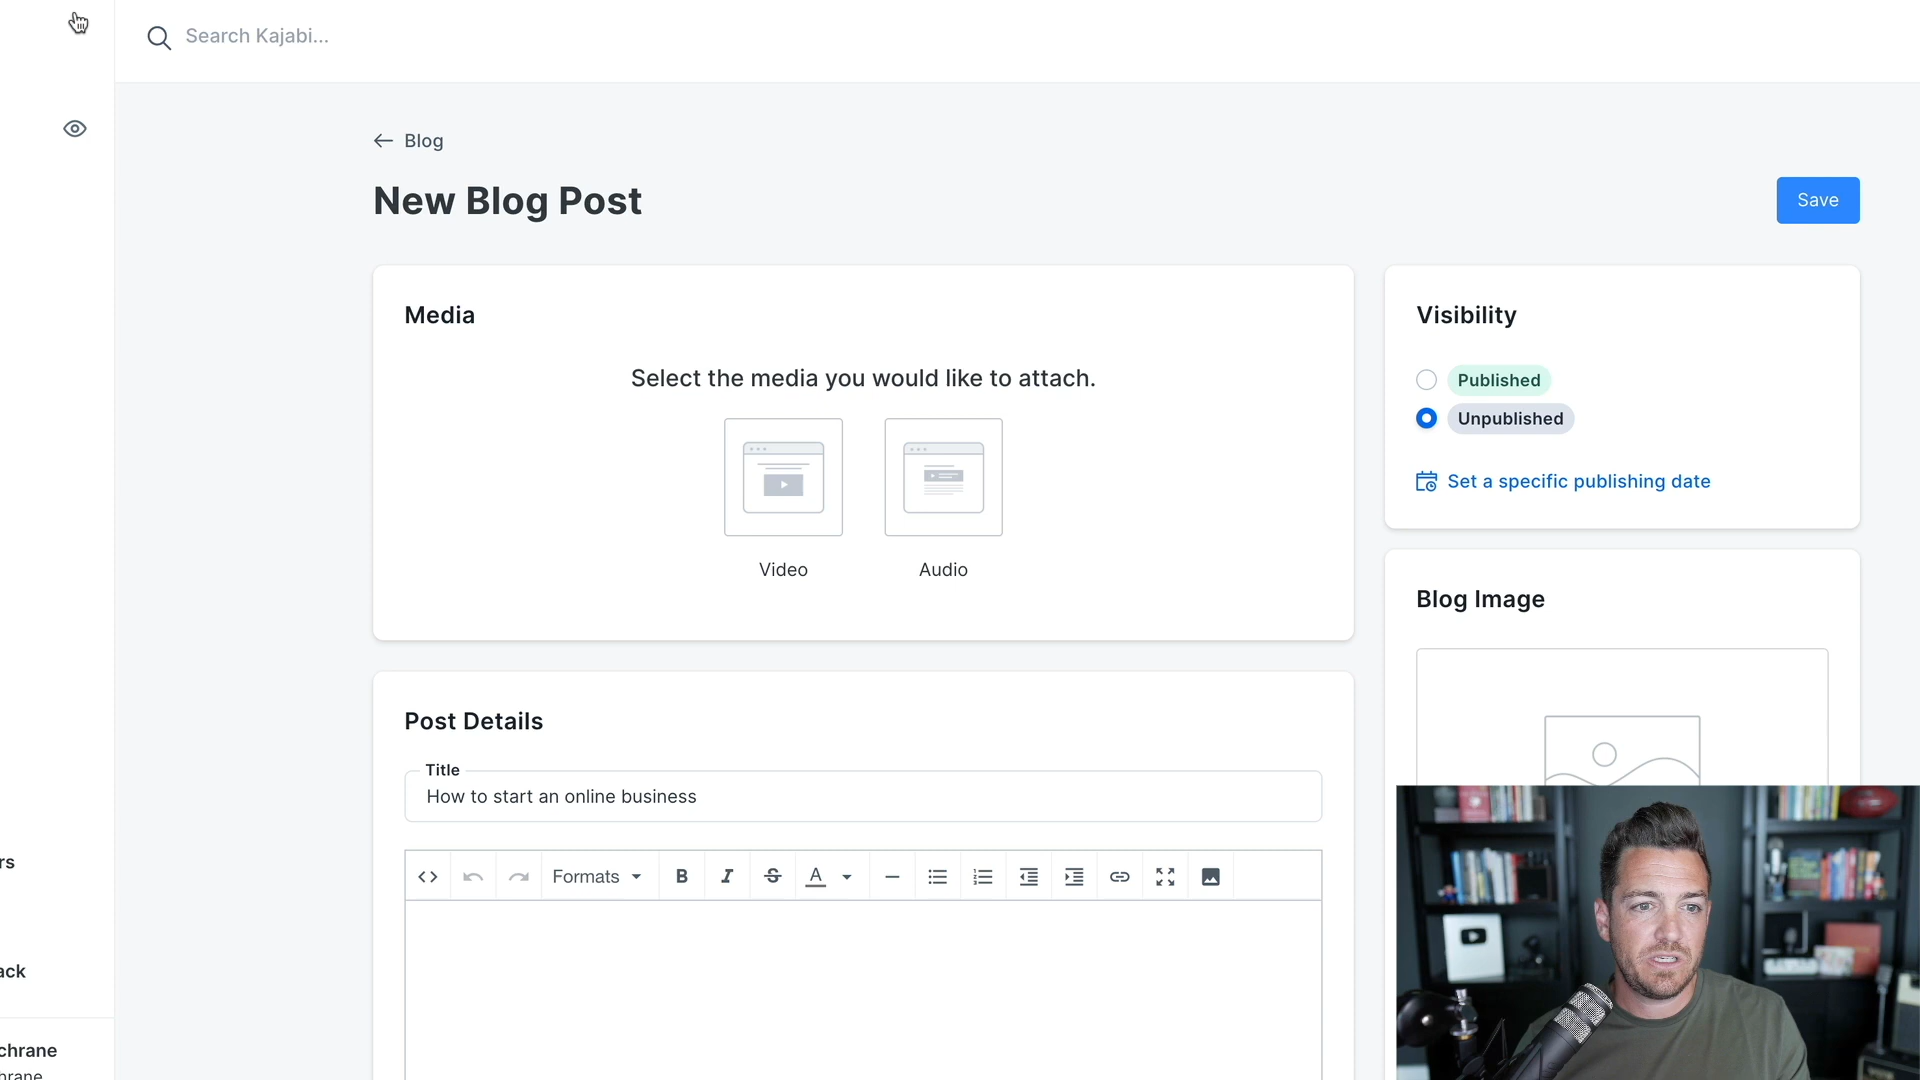 Search Kajabi...
Blog
New Blog Post
Save
Media
Select the media you would like to attach.
Video
Audio
Visibility
Published
Unpublished
Set a specific publishing date
Blog Image
Post Details
Title
How to start an online business
Formats
B
I
S
A
rs
ack
chrane
hrane